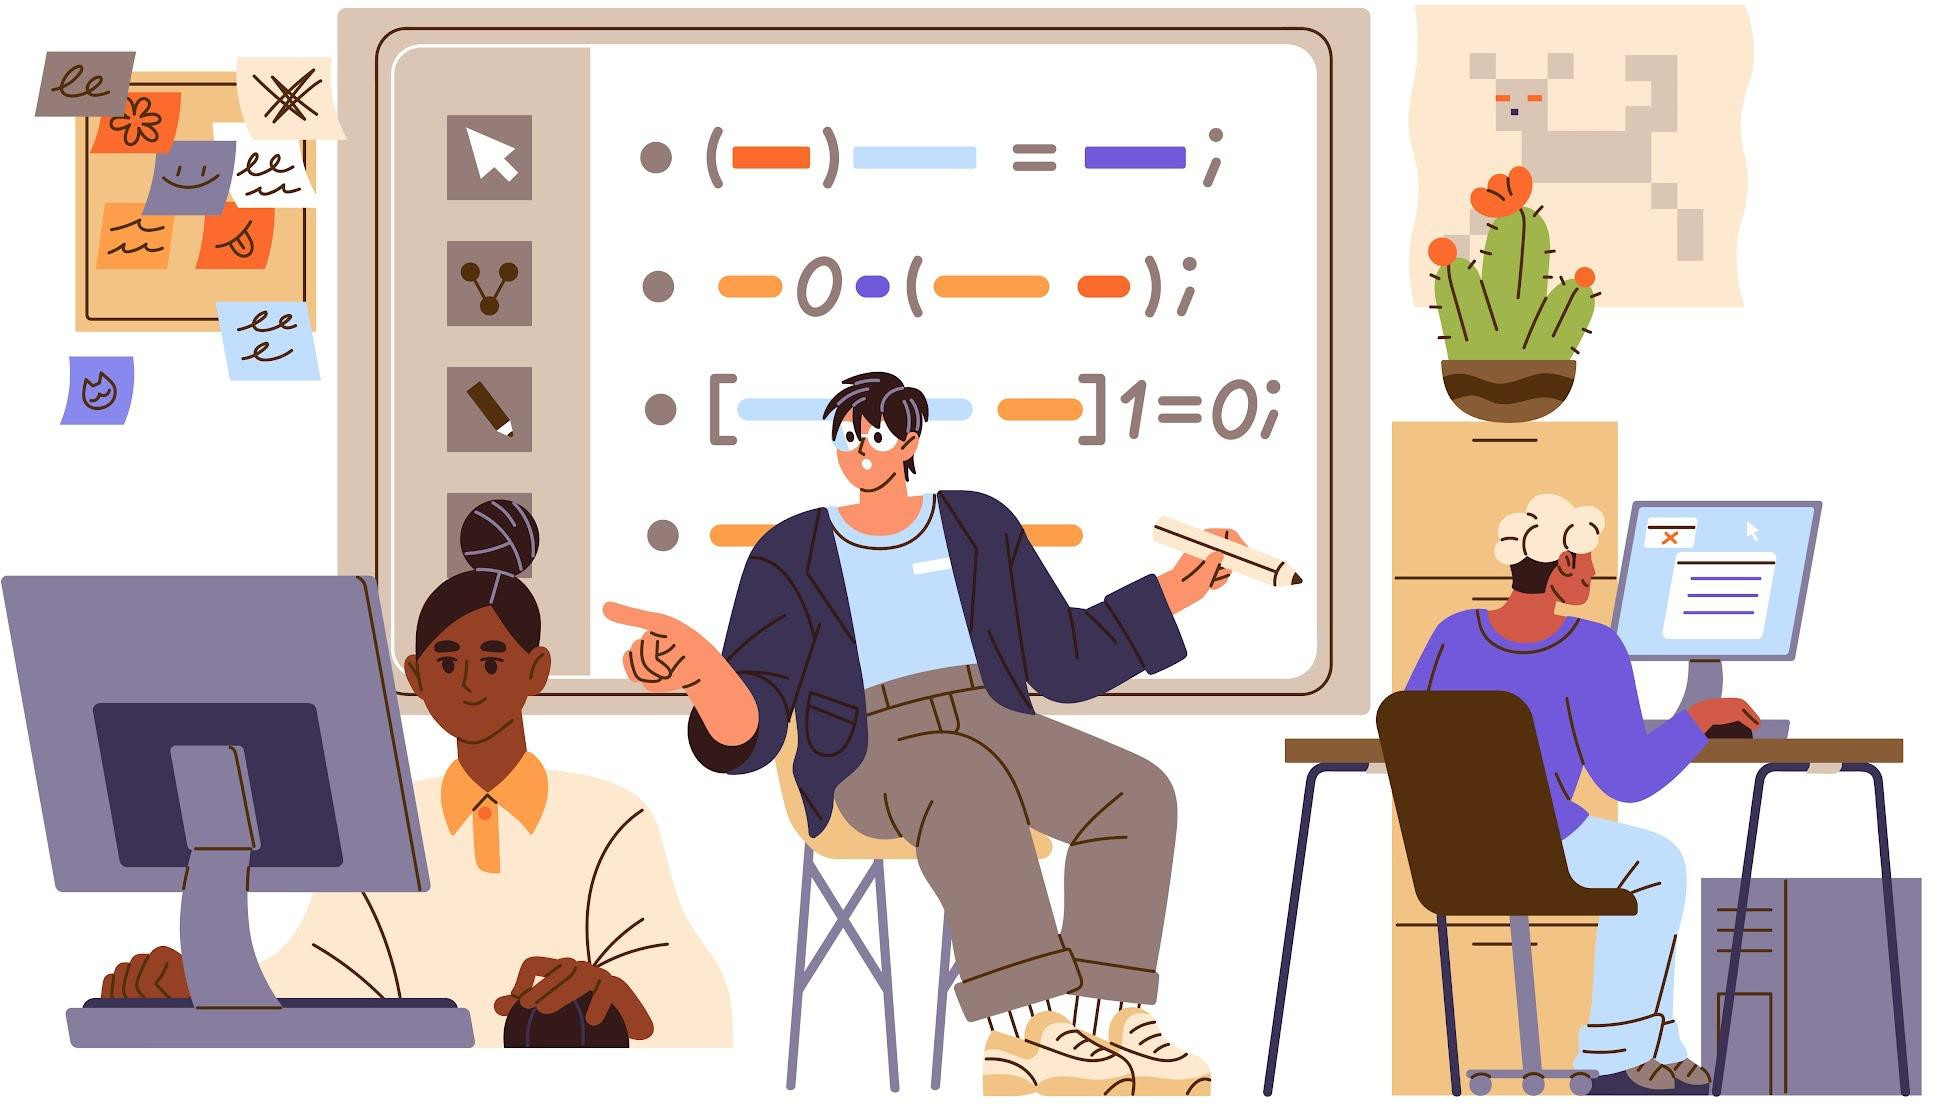 ( ) = ;
0 ( ) ;
[ ] 1=0;